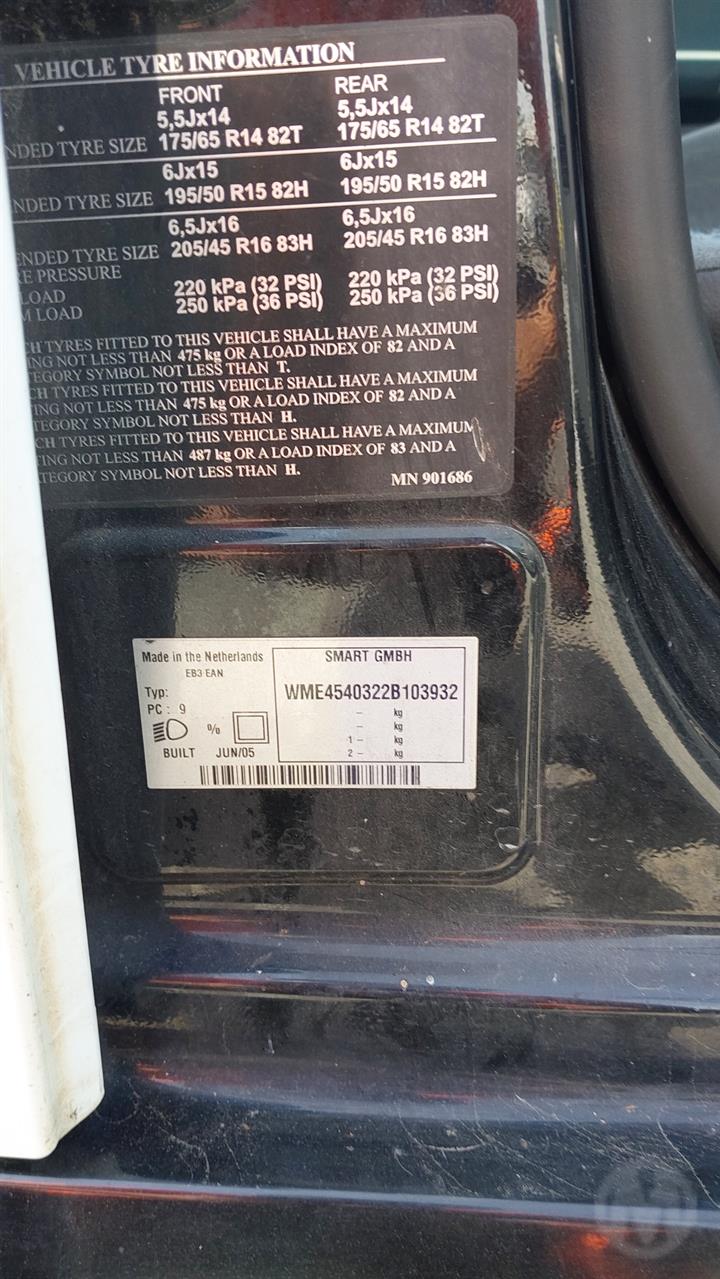 VEHICLE TYRE INFORMATION
FRONT REAR
5,5Jx14 5,5Jx14
NDED TYRE SIZE 175/65 R14 82T 175/65 R14 82T
6Jx15 6Jx15
NDED TYRE SIZE 195/50 R15 82H 195/50 R15 82H
6,5Jx16 6,5Jx16
ENDED TYRE SIZE 205/45 R16 83H 205/45 R16 83H
E PRESSURE
LOAD 220 kPa (32 PSI) 220 kPa (32 PSI)
M LOAD 250 kPa (36 PSI) 250 kPa (36 PSI)
CH TYRES FITTED TO THIS VEHICLE SHALL HAVE A MAXIMUM
ING NOT LESS THAN 475 kg OR A LOAD INDEX OF 82 AND A
TEGORY SYMBOL NOT LESS THAN T.
CH TYRES FITTED TO THIS VEHICLE SHALL HAVE A MAXIMUM
ING NOT LESS THAN 475 kg OR A LOAD INDEX OF 82 AND A
TEGORY SYMBOL NOT LESS THAN H.
CH TYRES FITTED TO THIS VEHICLE SHALL HAVE A MAXIMUM
TING NOT LESS THAN 487 kg OR A LOAD INDEX OF 83 AND A
ATEGORY SYMBOL NOT LESS THAN H.
MN 901686
Made in the Netherlands SMART GMBH
EB3 EAN
Typ: WME4540322B103932
PC: 9 – kg
– kg
% 1 – kg
BUILT JUN/05 2 – kg
M